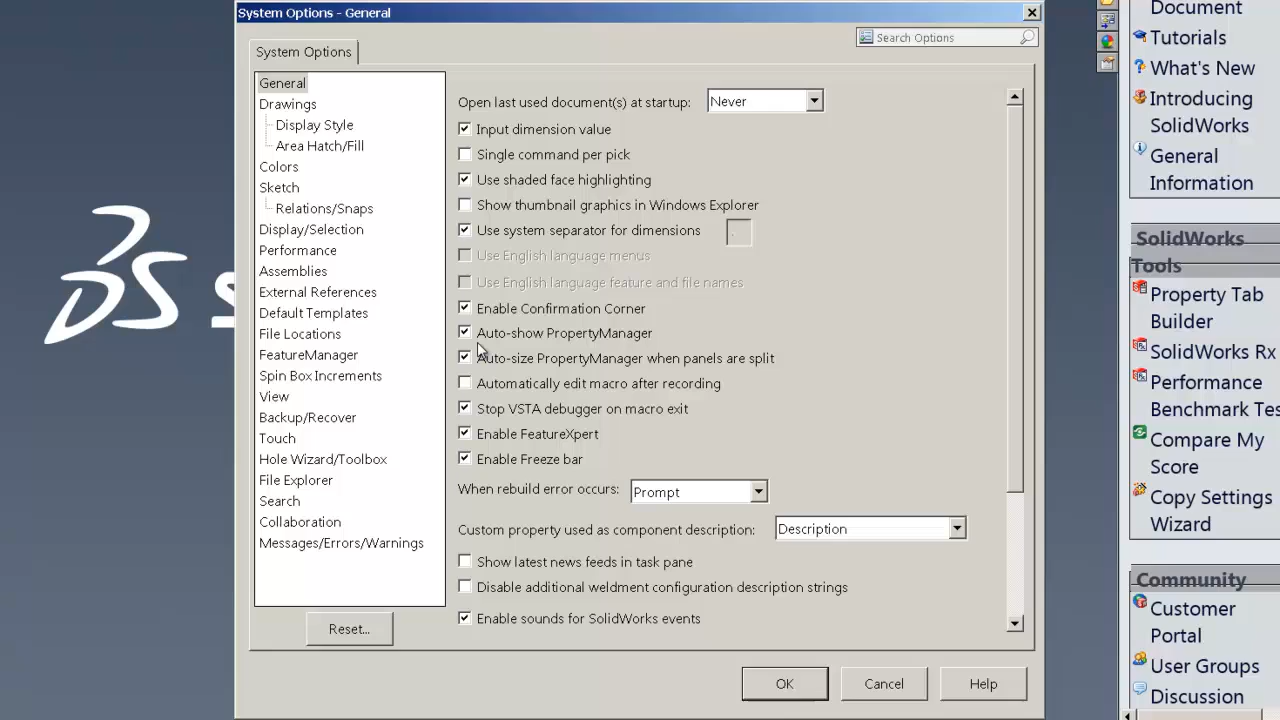 System Options - General
Search Options
System Options
General
Drawings
Display Style
Area Hatch/Fill
Colors
Sketch
Relations/Snaps
Display/Selection
Performance
Assemblies
External References
Default Templates
File Locations
FeatureManager
Spin Box Increments
View
Backup/Recover
Touch
Hole Wizard/Toolbox
File Explorer
Search
Collaboration
Messages/Errors/Warnings
Reset...
Open last used document(s) at startup: Never
Input dimension value
Single command per pick
Use shaded face highlighting
Show thumbnail graphics in Windows Explorer
Use system separator for dimensions .
Use English language menus
Use English language feature and file names
Enable Confirmation Corner
Auto-show PropertyManager
Auto-size PropertyManager when panels are split
Automatically edit macro after recording
Stop VSTA debugger on macro exit
Enable FeatureXpert
Enable Freeze bar
When rebuild error occurs: Prompt
Custom property used as component description: Description
Show latest news feeds in task pane
Disable additional weldment configuration description strings
Enable sounds for SolidWorks events
OK Cancel Help
Document
Tutorials
What's New
Introducing
SolidWorks
General
Information
SolidWorks
Tools
Property Tab
Builder
SolidWorks Rx
Performance
Benchmark Tes
Compare My
Score
Copy Settings
Wizard
Community
Customer
Portal
User Groups
Discussion